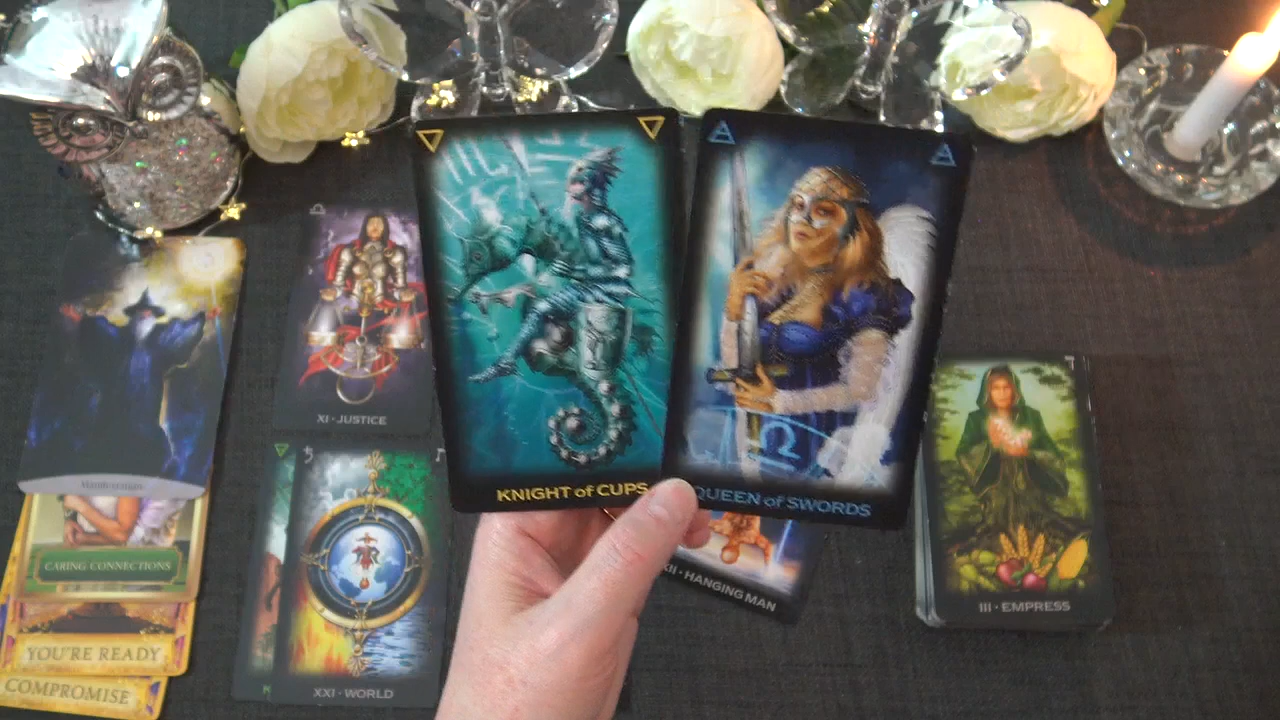 KNIGHT of CUPS
QUEEN of SWORDS
XI · JUSTICE
Manifestation
CARING CONNECTIONS
YOU'RE READY
COMPROMISE
XXI · WORLD
XII · HANGING MAN
III · EMPRESS